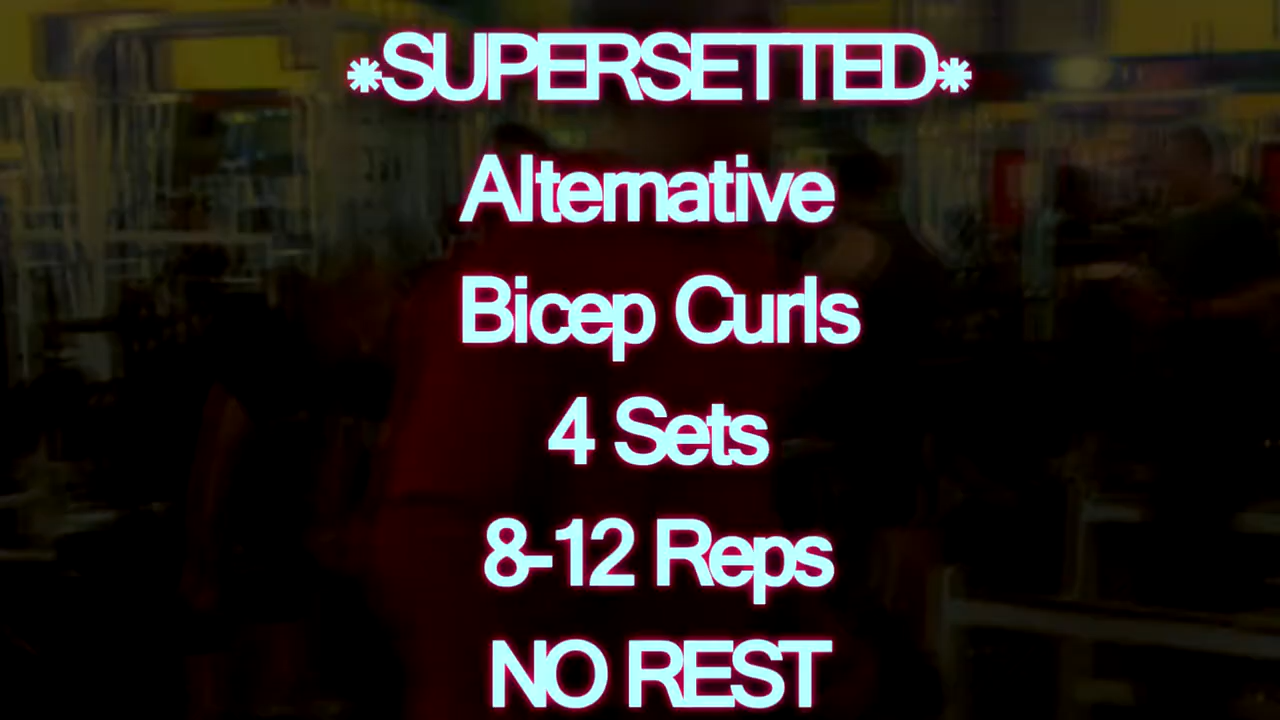 *SUPERSETTED*
Alternative
Bicep Curls
4 Sets
8-12 Reps
NO REST